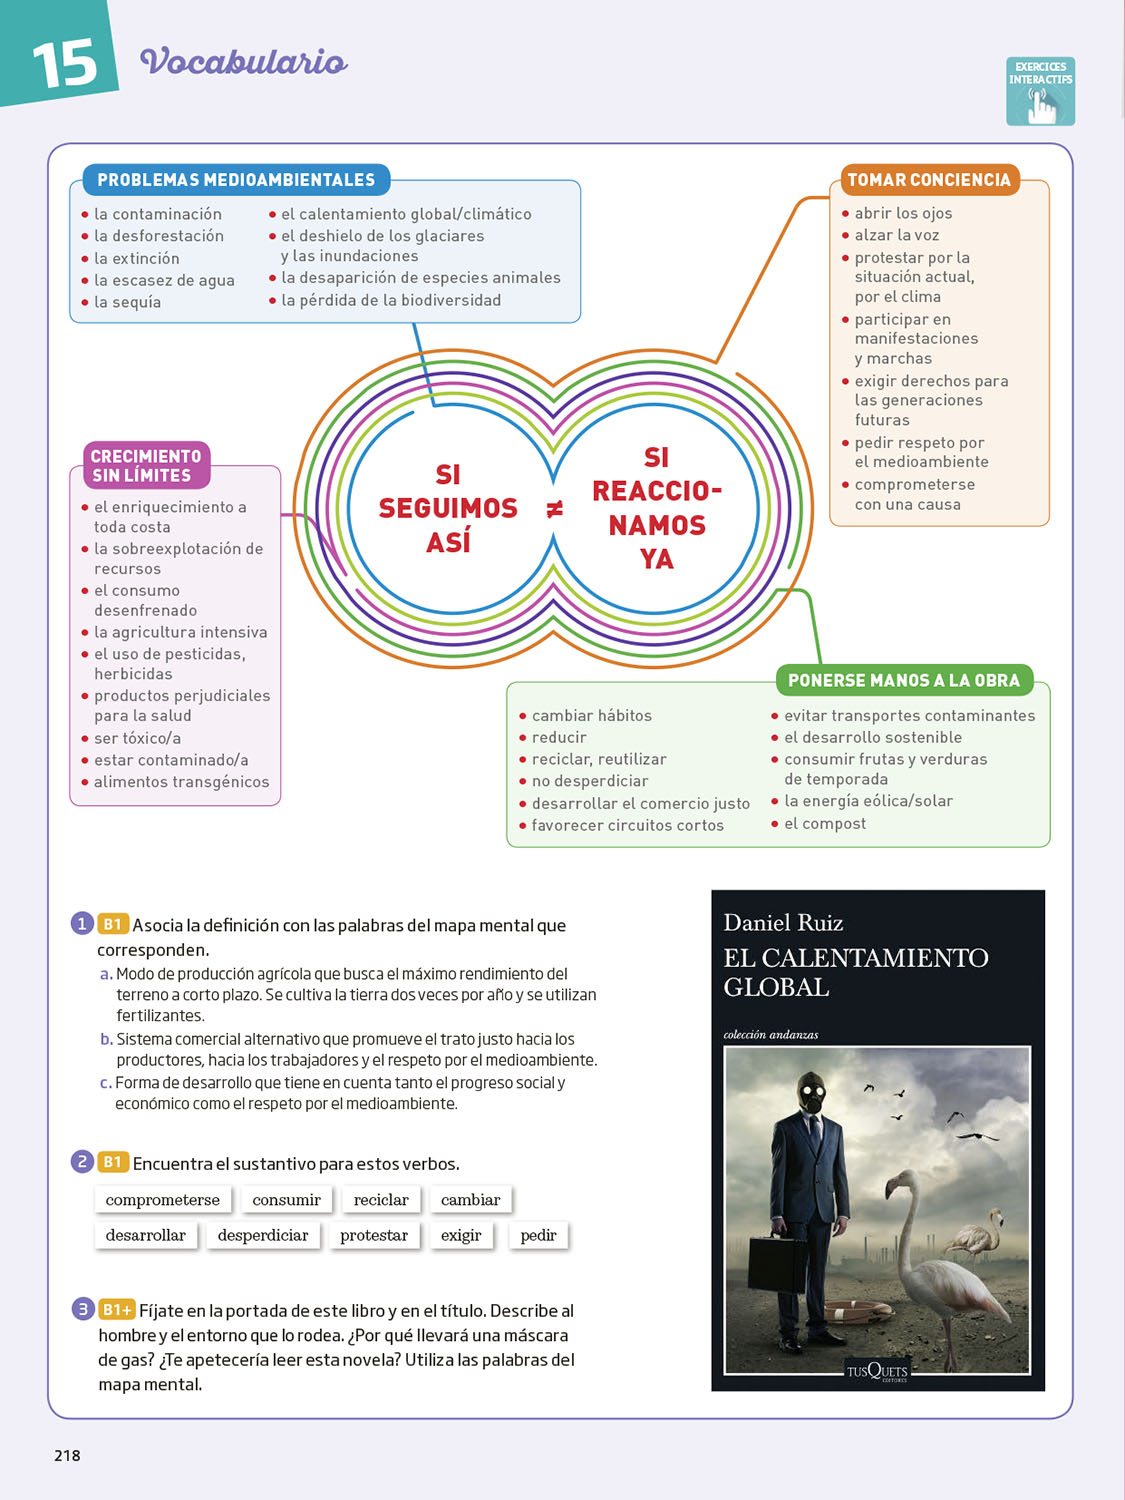 15
Vocabulario
EXERCICES
INTERACTIFS
PROBLEMAS MEDIOAMBIENTALES
• la contaminación
• la desforestación
• la extinción
• la escasez de agua
• la sequía
• el calentamiento global/climático
• el deshielo de los glaciares
y las inundaciones
• la desaparición de especies animales
• la pérdida de la biodiversidad
TOMAR CONCIENCIA
• abrir los ojos
• alzar la voz
• protestar por la
situación actual,
por el clima
• participar en
manifestaciones
y marchas
• exigir derechos para
las generaciones
futuras
• pedir respeto por
el medioambiente
• comprometerse
con una causa
SI
SEGUIMOS
ASÍ
≠
SI
REACCIO-
NAMOS
YA
CRECIMIENTO
SIN LÍMITES
• el enriquecimiento a
toda costa
• la sobreexplotación de
recursos
• el consumo
desenfrenado
• la agricultura intensiva
• el uso de pesticidas,
herbicidas
• productos perjudiciales
para la salud
• ser tóxico/a
• estar contaminado/a
• alimentos transgénicos
PONERSE MANOS A LA OBRA
• cambiar hábitos
• reducir
• reciclar, reutilizar
• no desperdiciar
• desarrollar el comercio justo
• favorecer circuitos cortos
• evitar transportes contaminantes
• el desarrollo sostenible
• consumir frutas y verduras
de temporada
• la energía eólica/solar
• el compost
1 B1 Asocia la definición con las palabras del mapa mental que
corresponden.
a. Modo de producción agrícola que busca el máximo rendimiento del
terreno a corto plazo. Se cultiva la tierra dos veces por año y se utilizan
fertilizantes.
b. Sistema comercial alternativo que promueve el trato justo hacia los
productores, hacia los trabajadores y el respeto por el medioambiente.
c. Forma de desarrollo que tiene en cuenta tanto el progreso social y
económico como el respeto por el medioambiente.
2 B1 Encuentra el sustantivo para estos verbos.
comprometerse consumir reciclar cambiar
desarrollar desperdiciar protestar exigir pedir
3 B1+ Fíjate en la portada de este libro y en el título. Describe al
hombre y el entorno que lo rodea. ¿Por qué llevará una máscara
de gas? ¿Te apetecería leer esta novela? Utiliza las palabras del
mapa mental.
Daniel Ruiz
EL CALENTAMIENTO
GLOBAL
colección andanzas
TUSQUETS
EDITORES
218